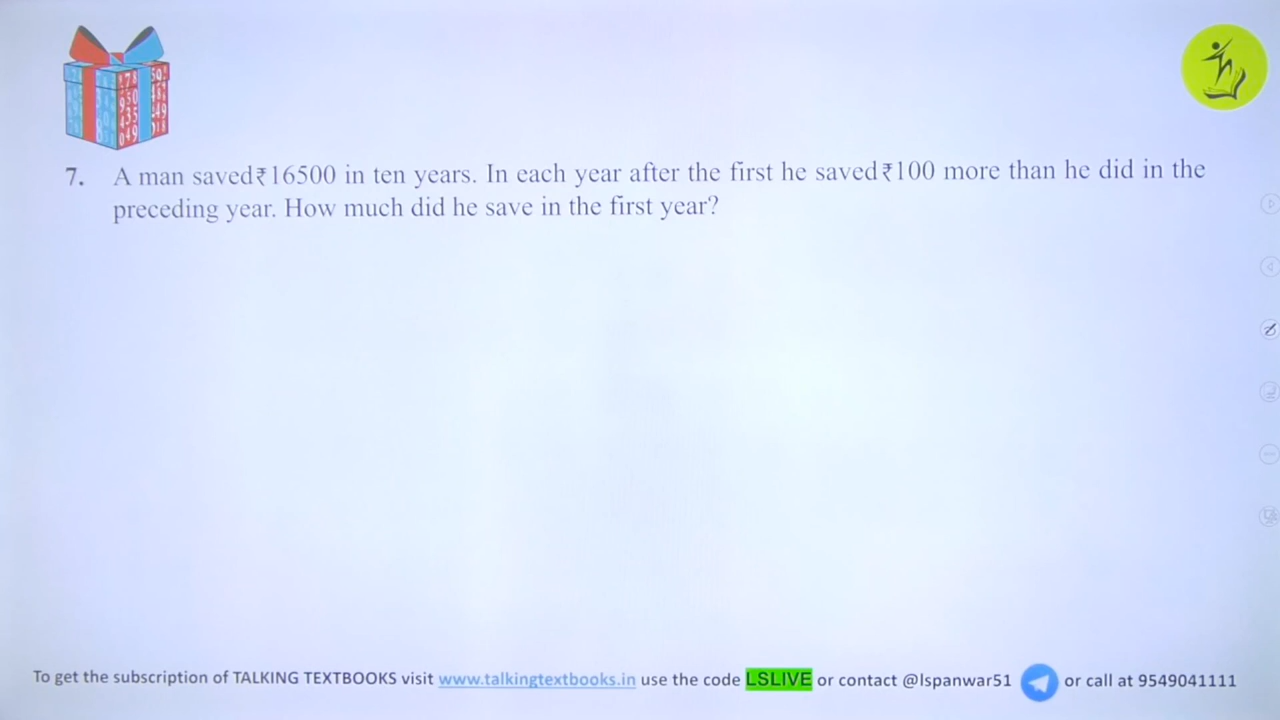 7. A man saved₹16500 in ten years. In each year after the first he saved₹100 more than he did in the
preceding year. How much did he save in the first year?
To get the subscription of TALKING TEXTBOOKS visit www.talkingtextbooks.in use the code LSLIVE or contact @lspanwar51 or call at 9549041111